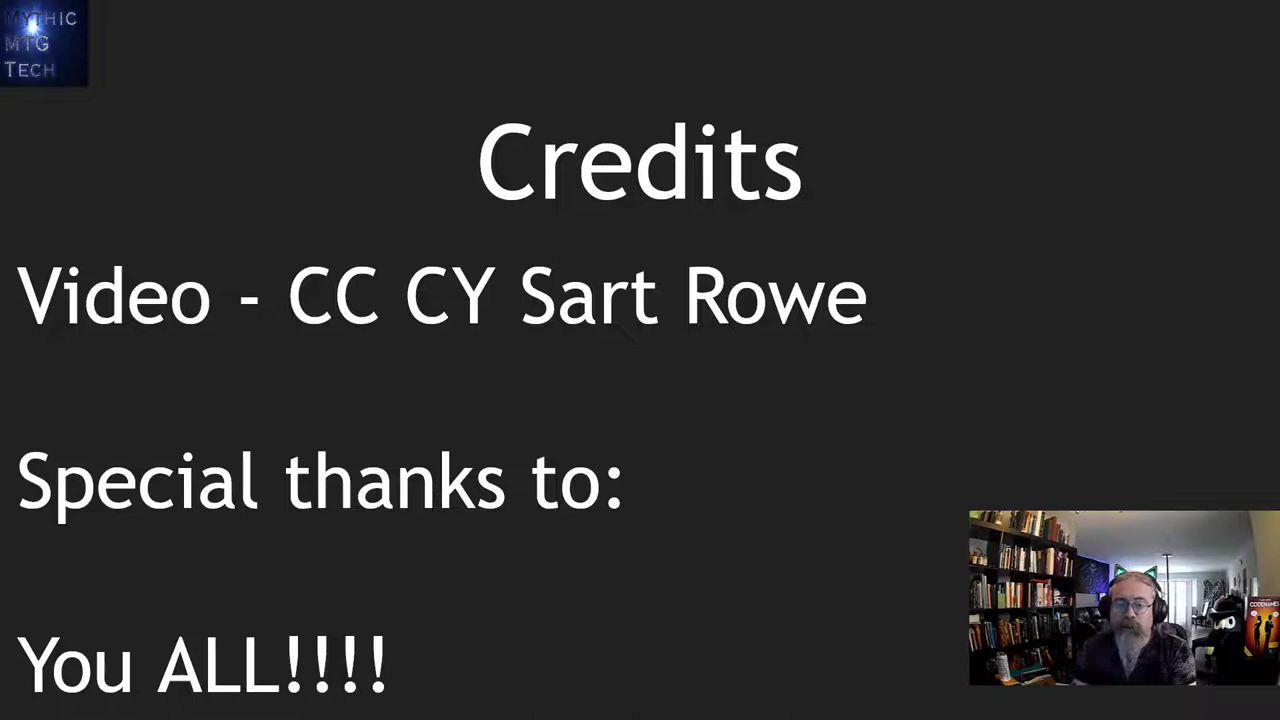 MYTHIC
MTG
TECH
Credits
Video - CC CY Sart Rowe
Special thanks to:
You ALL!!!!
CODENAMES